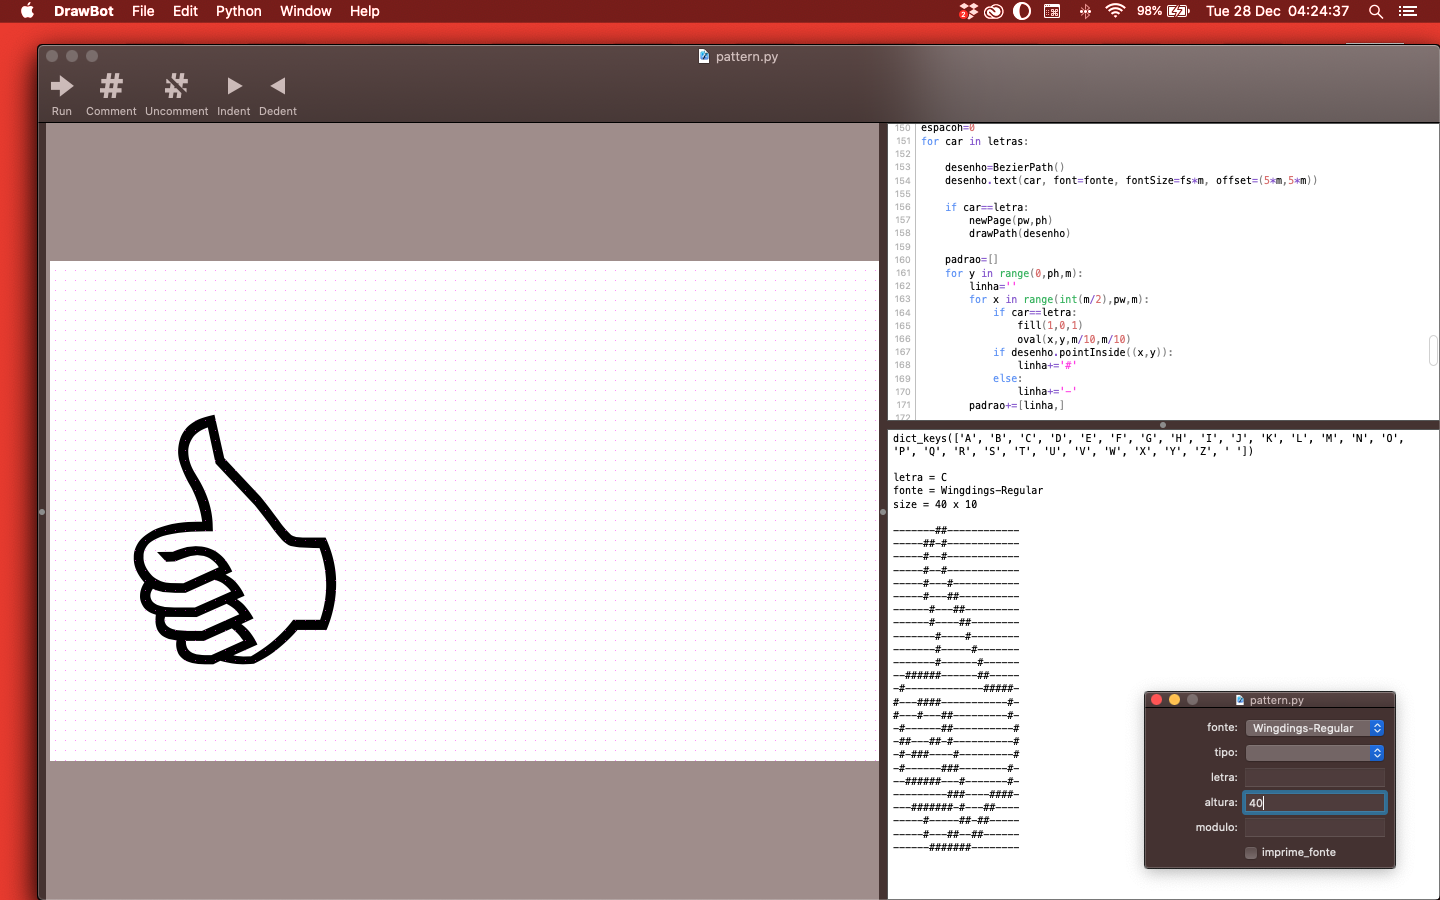 DrawBot File Edit Python Window Help
2 98% Tue 28 Dec 04:24:37
pattern.py
Run Comment Uncomment Indent Dedent
150 espacoh=0
151 for car in letras:
152
153 desenho=BezierPath()
154 desenho.text(car, font=fonte, fontSize=fs*m, offset=(5*m,5*m))
155
156 if car==letra:
157 newPage(pw,ph)
158 drawPath(desenho)
159
160 padrao=[]
161 for y in range(0,ph,m):
162 linha=''
163 for x in range(int(m/2),pw,m):
164 if car==letra:
165 fill(1,0,1)
166 oval(x,y,m/10,m/10)
167 if desenho.pointInside((x,y)):
168 linha+='#'
169 else:
170 linha+='-'
171 padrao+=[linha,]
172
dict_keys(['A', 'B', 'C', 'D', 'E', 'F', 'G', 'H', 'I', 'J', 'K', 'L', 'M', 'N', 'O',
'P', 'Q', 'R', 'S', 'T', 'U', 'V', 'W', 'X', 'Y', 'Z', ' '])
letra = C
fonte = Wingdings-Regular
size = 40 x 10
-------##------------
-----##-#------------
-----#--#------------
-----#--#------------
-----#---#-----------
-----#---##----------
------#---##---------
------#----##--------
-------#----#--------
-------#-----#-------
-------#------#------
--######------##-----
-#-------------#####-
#---####-----------#-
#---#---##---------#-
-#------##----------#
-##---##-#----------#
-#-###----#---------#
-#------###--------#-
--######---#-------#-
---------###----####-
---#######-#---##----
-----#-----##-##-----
-----#---##--##------
------#######--------
pattern.py
fonte: Wingdings-Regular
tipo:
letra:
altura: 40
modulo:
imprime_fonte